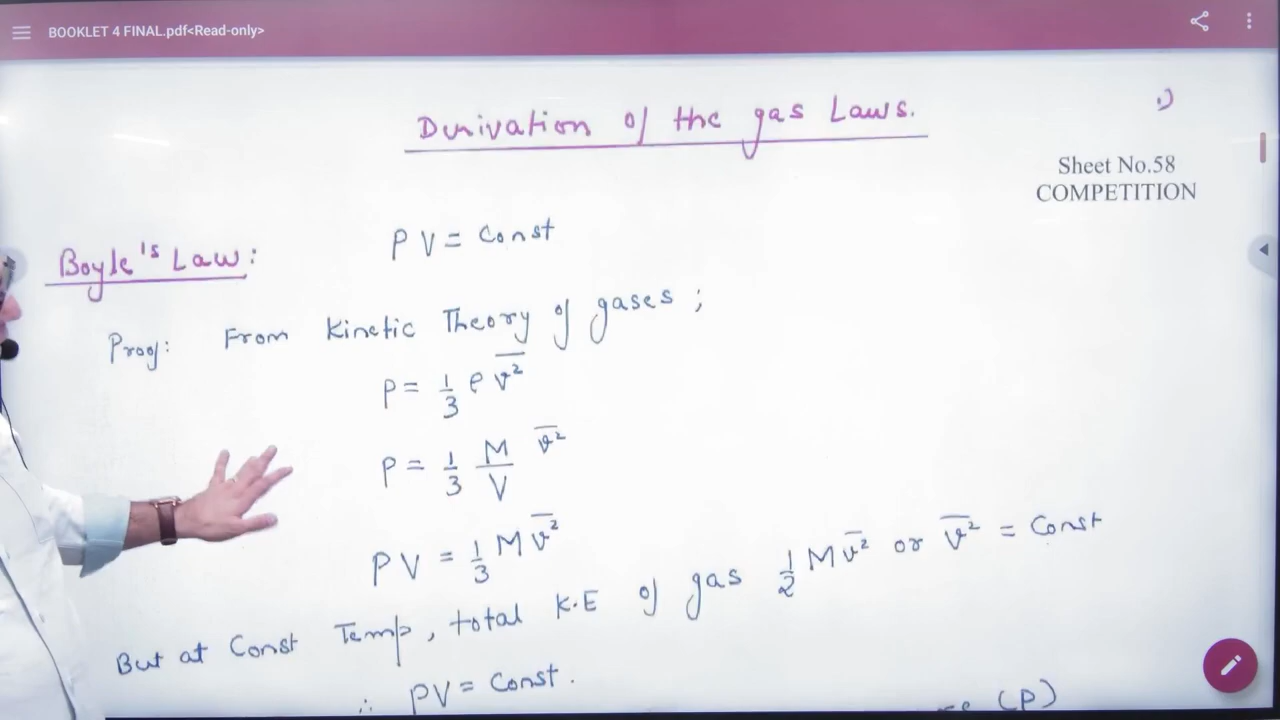 BOOKLET 4 FINAL.pdf<Read-only>
Derivation of the gas Laws.
1)
Sheet No.58
COMPETITION
Boyle's Law:
PV = Const
Proof: From Kinetic Theory of gases ;
P = 1/3 ρ v̅²
P = 1/3 M/V v̅²
PV = 1/3 M v̅²
But at Const Temp, total K.E of gas 1/2 M v̅² or v̅² = Const
∴ PV = Const.
(P)